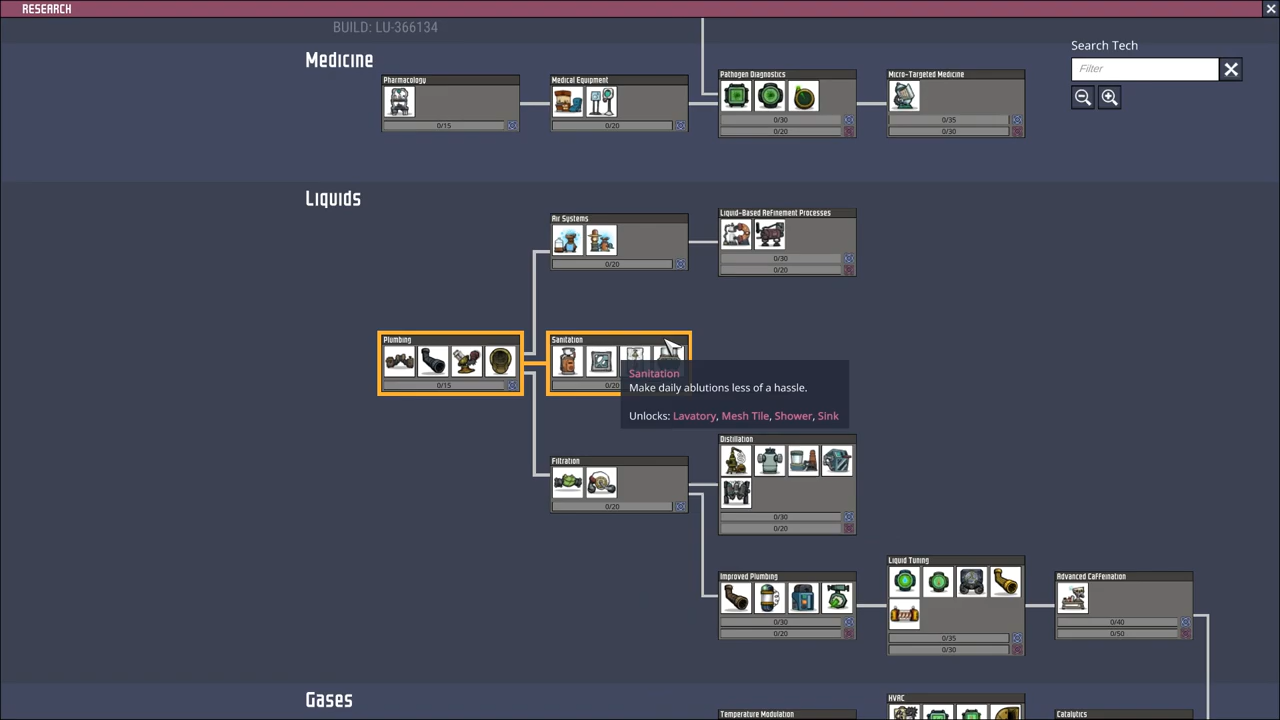 RESEARCH
BUILD: LU-366134
Search Tech
Filter
Medicine
Pharmacology
0/15
Medical Equipment
0/20
Pathogen Diagnostics
0/30
0/20
Micro-Targeted Medicine
0/35
0/30
Liquids
Air Systems
0/20
Liquid-Based Refinement Processes
0/30
0/20
Plumbing
0/15
Sanitation
0/20
Sanitation
Make daily ablutions less of a hassle.
Unlocks: Lavatory, Mesh Tile, Shower, Sink
Filtration
0/20
Distillation
0/30
0/20
Improved Plumbing
0/30
0/20
Liquid Tuning
0/35
0/30
Advanced Caffeination
0/40
0/50
Gases
HVAC
Temperature Modulation
Catalytics